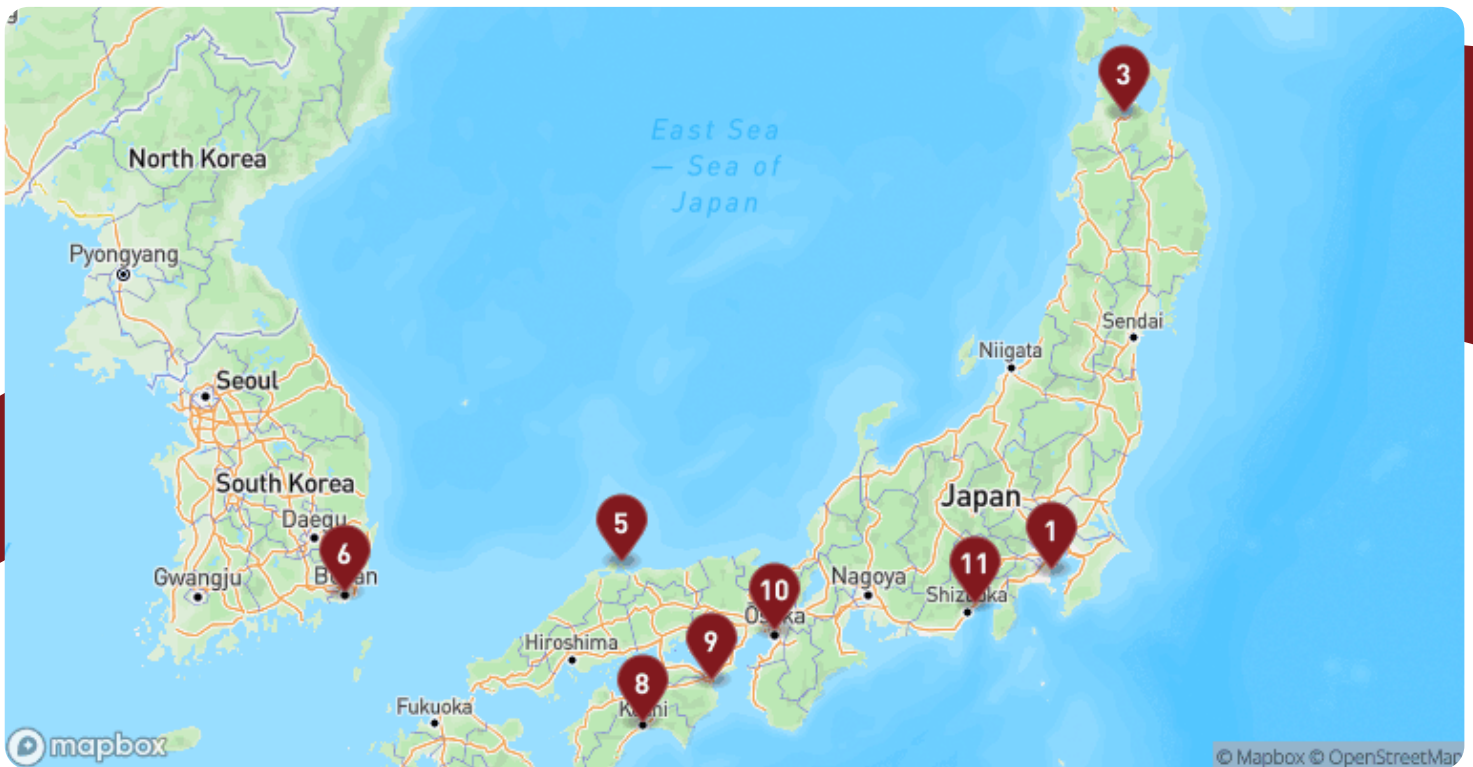 3
East Sea
— Sea of
Japan
North Korea
Pyongyang
Sendai
Niigata
Seoul
South Korea
Japan
5
Daegu
1
6
11
Gwangju
Nagoya
10
Hiroshima
9
8
Fukuoka
mapbox
© Mapbox © OpenStreetMap